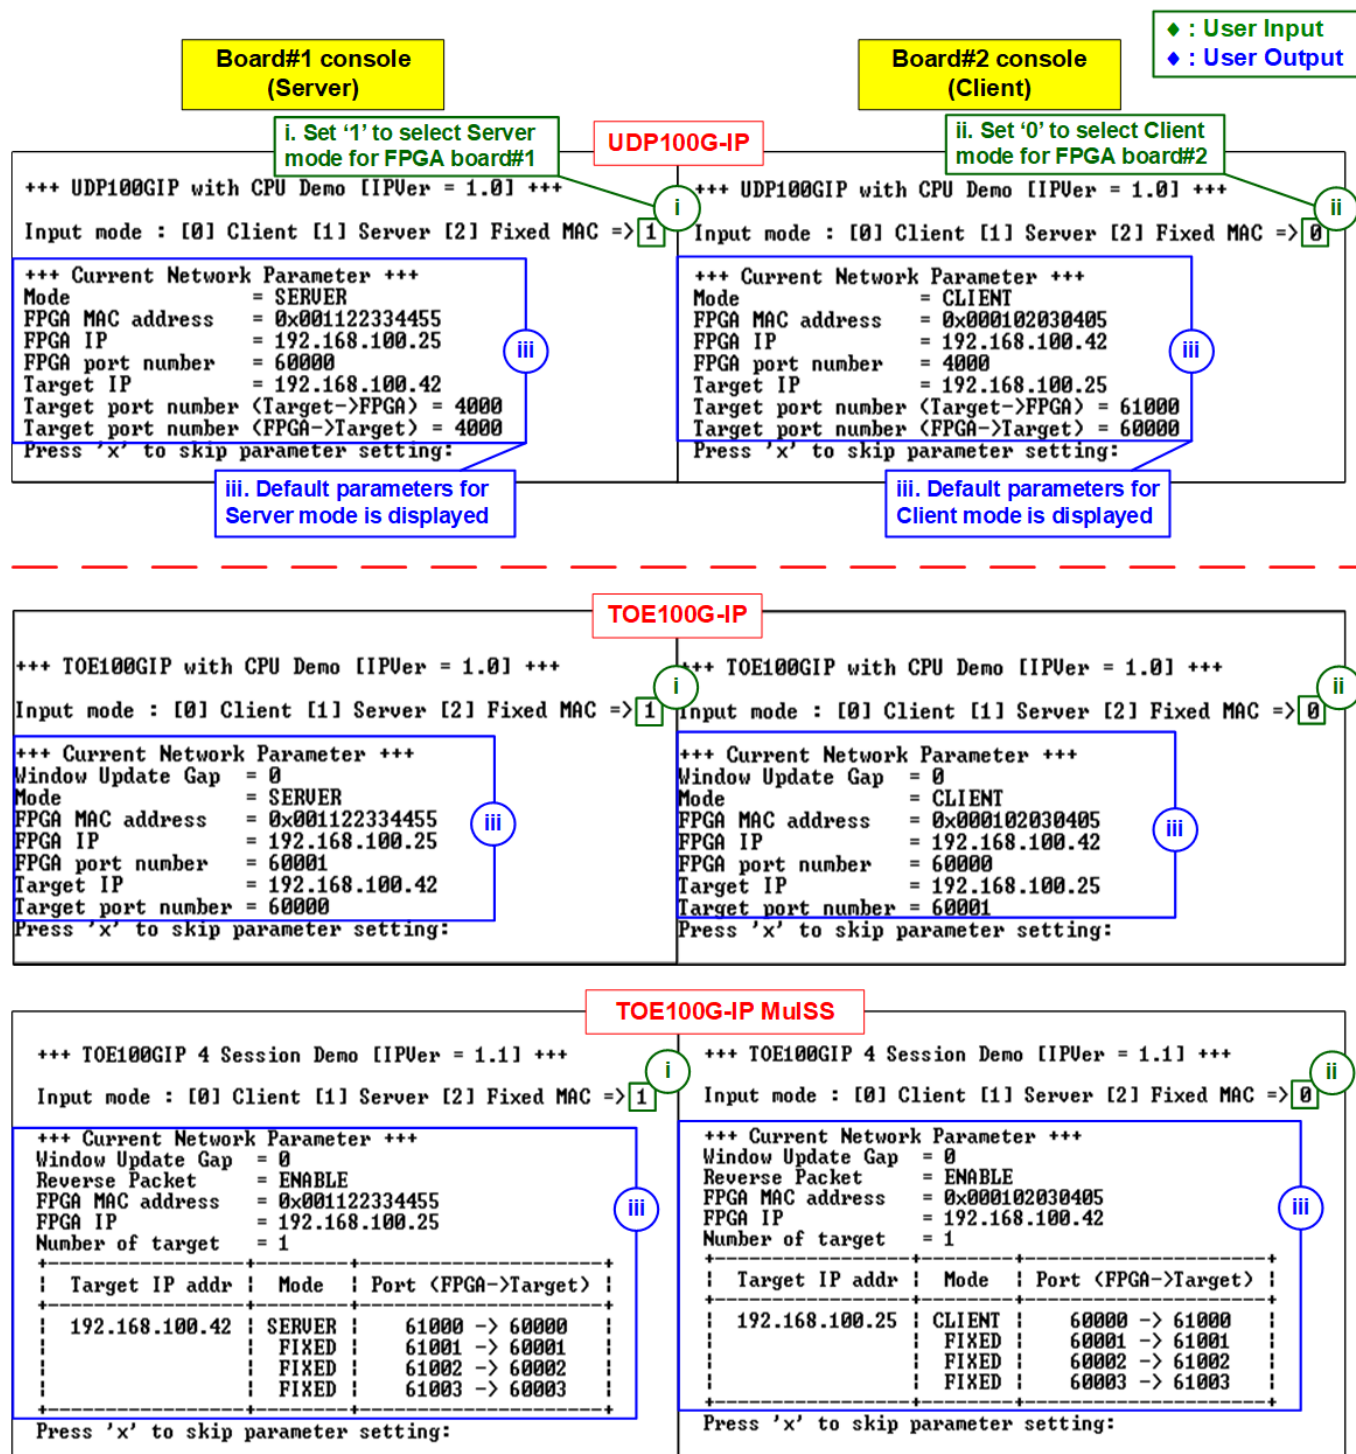 ◆ : User Input
◆ : User Output
Board#1 console
(Server)
Board#2 console
(Client)
i. Set ‘1’ to select Server
mode for FPGA board#1
UDP100G-IP
ii. Set ‘0’ to select Client
mode for FPGA board#2
+++ UDP100GIP with CPU Demo [IPVer = 1.0] +++
i
Input mode : [0] Client [1] Server [2] Fixed MAC => 1
+++ Current Network Parameter +++
Mode = SERVER
FPGA MAC address = 0x001122334455
FPGA IP = 192.168.100.25
FPGA port number = 60000
Target IP = 192.168.100.42
Target port number (Target->FPGA) = 4000
Target port number (FPGA->Target) = 4000
Press 'x' to skip parameter setting:
iii
iii. Default parameters for
Server mode is displayed
+++ UDP100GIP with CPU Demo [IPVer = 1.0] +++
ii
Input mode : [0] Client [1] Server [2] Fixed MAC => 0
+++ Current Network Parameter +++
Mode = CLIENT
FPGA MAC address = 0x000102030405
FPGA IP = 192.168.100.42
FPGA port number = 4000
Target IP = 192.168.100.25
Target port number (Target->FPGA) = 61000
Target port number (FPGA->Target) = 60000
Press 'x' to skip parameter setting:
iii
iii. Default parameters for
Client mode is displayed
TOE100G-IP
+++ TOE100GIP with CPU Demo [IPVer = 1.0] +++
i
Input mode : [0] Client [1] Server [2] Fixed MAC => 1
+++ Current Network Parameter +++
Window Update Gap = 0
Mode = SERVER
FPGA MAC address = 0x001122334455
FPGA IP = 192.168.100.25
FPGA port number = 60001
Target IP = 192.168.100.42
Target port number = 60000
Press 'x' to skip parameter setting:
iii
+++ TOE100GIP with CPU Demo [IPVer = 1.0] +++
ii
Input mode : [0] Client [1] Server [2] Fixed MAC => 0
+++ Current Network Parameter +++
Window Update Gap = 0
Mode = CLIENT
FPGA MAC address = 0x000102030405
FPGA IP = 192.168.100.42
FPGA port number = 60000
Target IP = 192.168.100.25
Target port number = 60001
Press 'x' to skip parameter setting:
iii
TOE100G-IP MulSS
+++ TOE100GIP 4 Session Demo [IPVer = 1.1] +++
i
Input mode : [0] Client [1] Server [2] Fixed MAC => 1
+++ Current Network Parameter +++
Window Update Gap = 0
Reverse Packet = ENABLE
FPGA MAC address = 0x001122334455
FPGA IP = 192.168.100.25
Number of target = 1
Target IP addr | Mode | Port (FPGA->Target)
192.168.100.42 | SERVER | 61000 -> 60000
FIXED | 61001 -> 60001
FIXED | 61002 -> 60002
FIXED | 61003 -> 60003
Press 'x' to skip parameter setting:
iii
+++ TOE100GIP 4 Session Demo [IPVer = 1.1] +++
ii
Input mode : [0] Client [1] Server [2] Fixed MAC => 0
+++ Current Network Parameter +++
Window Update Gap = 0
Reverse Packet = ENABLE
FPGA MAC address = 0x000102030405
FPGA IP = 192.168.100.42
Number of target = 1
Target IP addr | Mode | Port (FPGA->Target)
192.168.100.25 | CLIENT | 60000 -> 61000
FIXED | 60001 -> 61001
FIXED | 60002 -> 61002
FIXED | 60003 -> 61003
Press 'x' to skip parameter setting:
iii